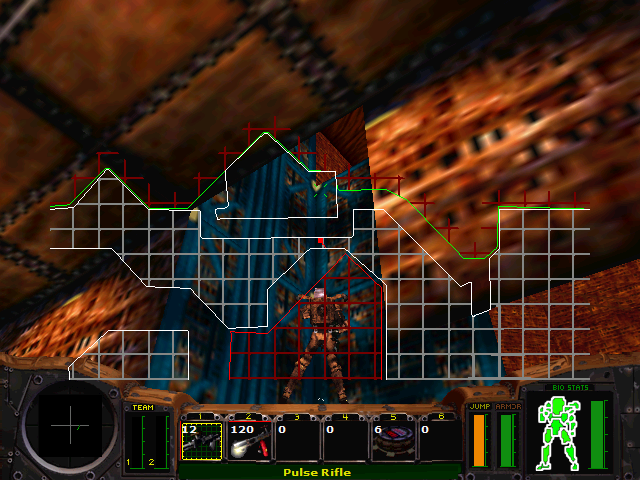 BIO STATS
TEAM
1 2 3 4 5 6
JUMP ARMOR
12 120 0 0 6 0
1 2
Pulse Rifle